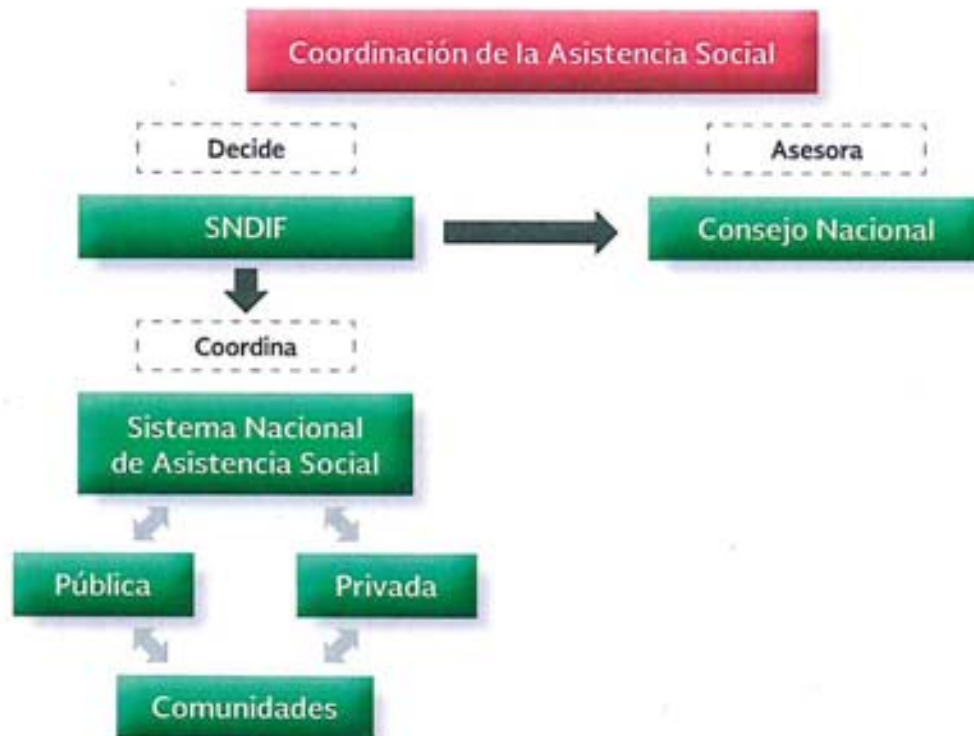 Coordinación de la Asistencia Social
Decide
Asesora
SNDIF
Consejo Nacional
Coordina
Sistema Nacional
de Asistencia Social
Pública
Privada
Comunidades